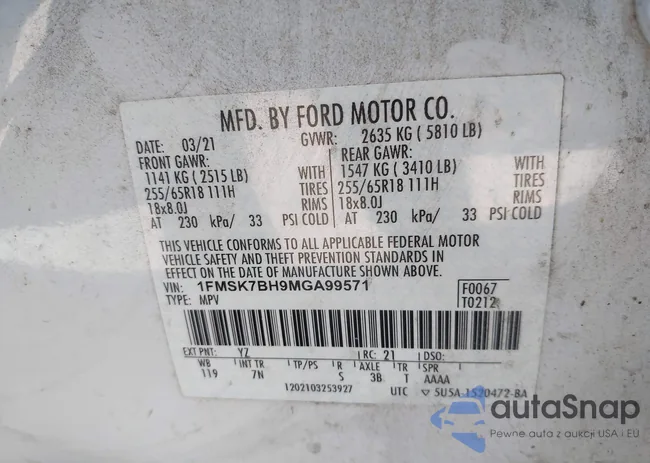 MFD. BY FORD MOTOR CO.
DATE: 03/21 GVWR: 2635 KG ( 5810 LB)
FRONT GAWR: REAR GAWR:
1141 KG ( 2515 LB) WITH 1547 KG ( 3410 LB) WITH
255/65R18 111H TIRES 255/65R18 111H TIRES
18x8.0J RIMS 18x8.0J RIMS
AT 230 kPa/ 33 PSI COLD AT 230 kPa/ 33 PSI COLD
THIS VEHICLE CONFORMS TO ALL APPLICABLE FEDERAL MOTOR
VEHICLE SAFETY AND THEFT PREVENTION STANDARDS IN
EFFECT ON THE DATE OF MANUFACTURE SHOWN ABOVE.
VIN: 1FMSK7BH9MGA99571 F0067
TYPE: MPV T0212
EXT PNT: YZ RC: 21 DSO:
WB INT TR TP/PS R AXLE TR SPR
119 7N S 3B T AAAA
120210325392? UTC 5U5A-1520472-BA
autoSnap
Pewne auta z aukcji USA i EU